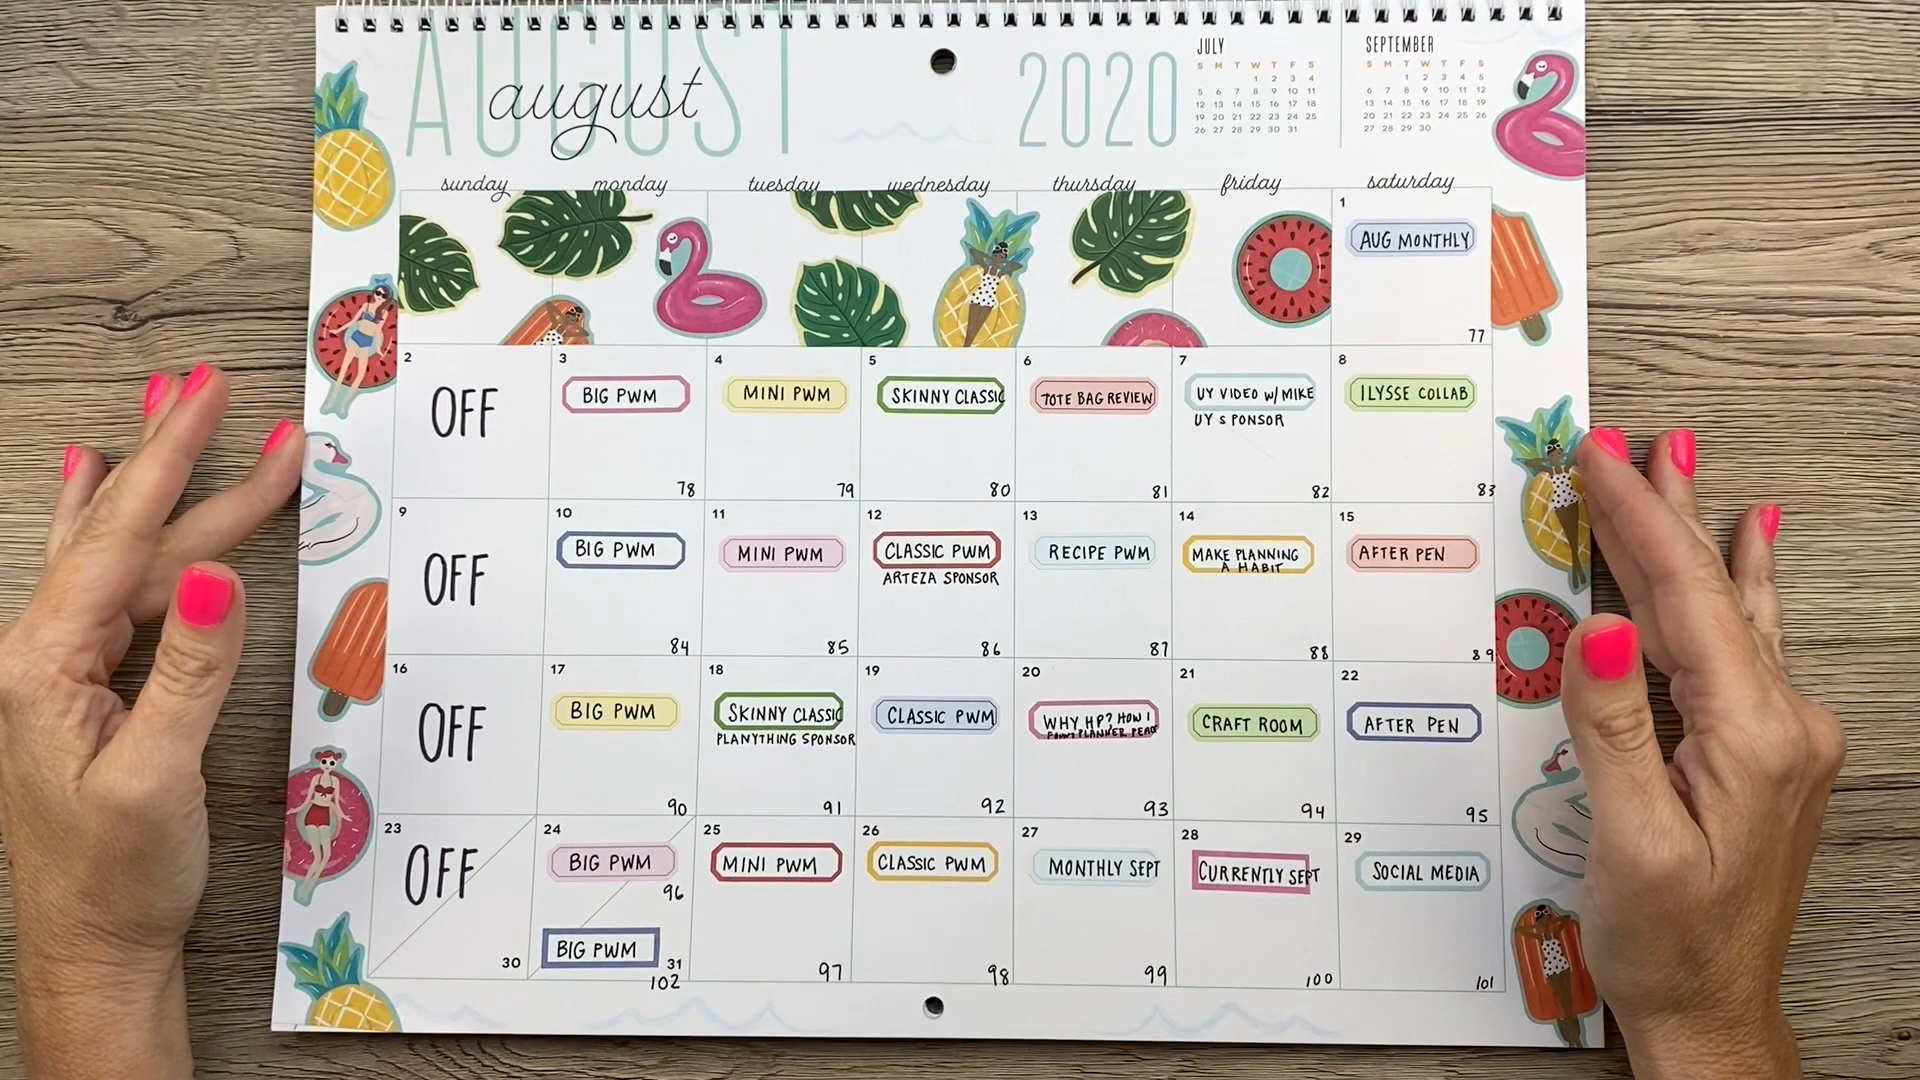 AUGUST
august
2020
JULY
S M T W T F S
1 2 3 4
5 6 7 8 9 10 11
12 13 14 15 16 17 18
19 20 21 22 23 24 25
26 27 28 29 30 31
SEPTEMBER
S M T W T F S
1 2 3 4 5
6 7 8 9 10 11 12
13 14 15 16 17 18 19
20 21 22 23 24 25 26
27 28 29 30
sunday monday tuesday wednesday thursday friday saturday
1
AUG MONTHLY
77
2
OFF
3
BIG PWM
78
4
MINI PWM
79
5
SKINNY CLASSIC
80
6
TOTE BAG REVIEW
81
7
UY VIDEO W/ MIKE
UY SPONSOR
82
8
ILYSSE COLLAB
83
9
OFF
10
BIG PWM
84
11
MINI PWM
85
12
CLASSIC PWM
ARTEZA SPONSOR
86
13
RECIPE PWM
87
14
MAKE PLANNING
A HABIT
88
15
AFTER PEN
89
16
OFF
17
BIG PWM
90
18
SKINNY CLASSIC
PLANYTHING SPONSOR
91
19
CLASSIC PWM
92
20
WHY HP? HOW I
PLANNER
93
21
CRAFT ROOM
94
22
AFTER PEN
95
23
OFF
30
24
BIG PWM
96
BIG PWM
31
102
25
MINI PWM
97
26
CLASSIC PWM
98
27
MONTHLY SEPT
99
28
CURRENTLY SEPT
100
29
SOCIAL MEDIA
101